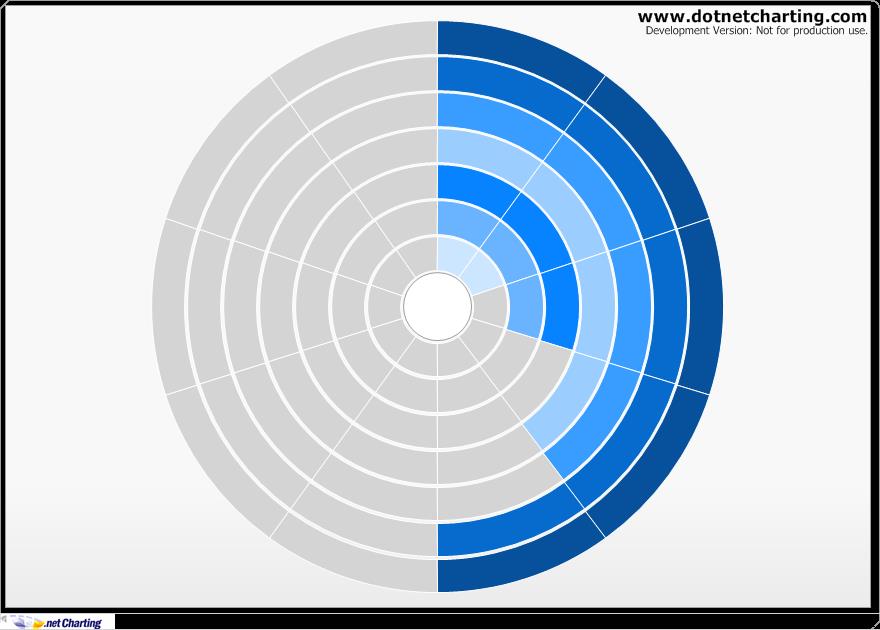 www.dotnetcharting.com
Development Version: Not for production use.
.net Charting